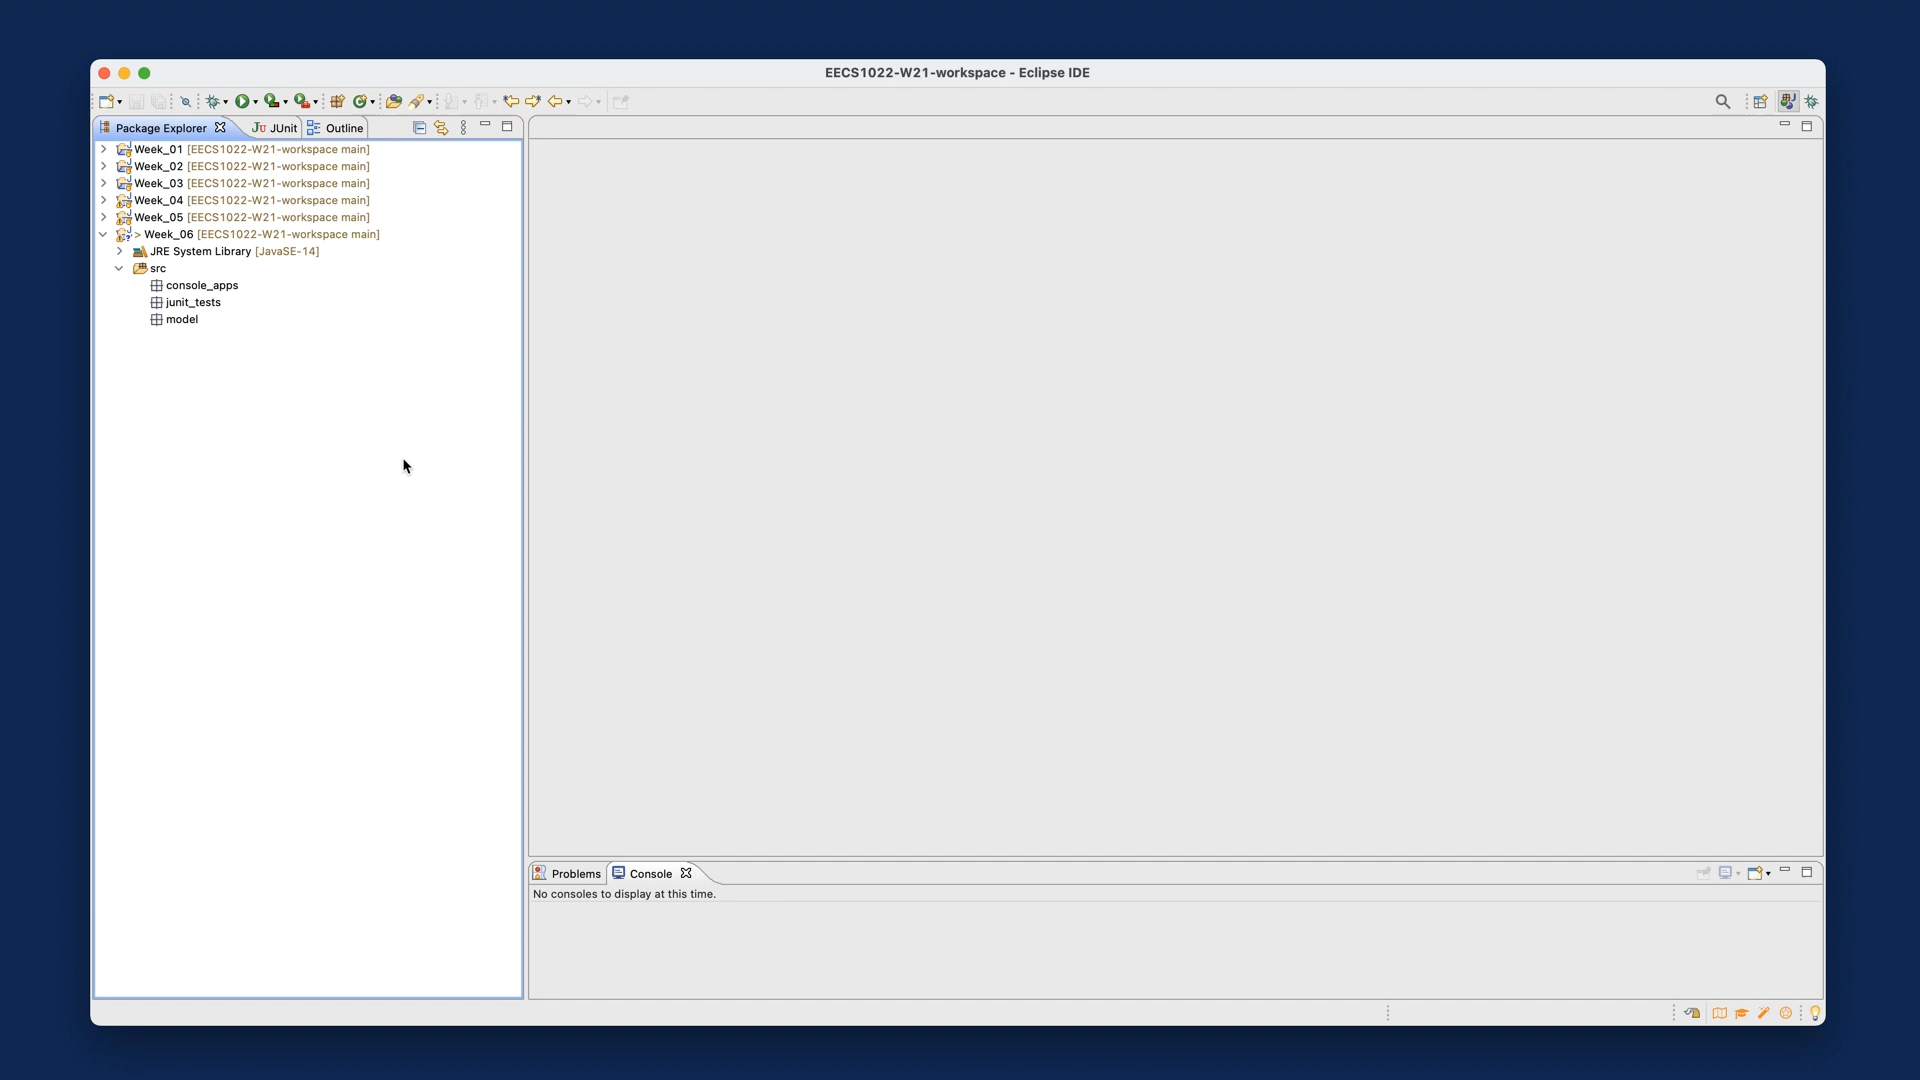 EECS1022-W21-workspace - Eclipse IDE
Package Explorer
JUnit
Outline
Week_01 [EECS1022-W21-workspace main]
Week_02 [EECS1022-W21-workspace main]
Week_03 [EECS1022-W21-workspace main]
Week_04 [EECS1022-W21-workspace main]
Week_05 [EECS1022-W21-workspace main]
> Week_06 [EECS1022-W21-workspace main]
JRE System Library [JavaSE-14]
src
console_apps
junit_tests
model
Problems
Console
No consoles to display at this time.